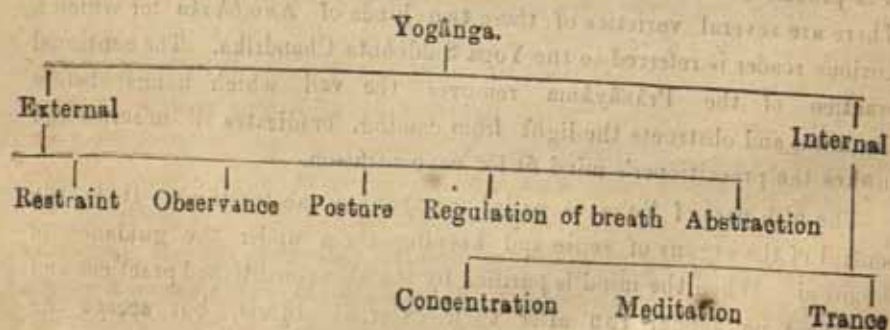 Yogânga.
External Internal
Restraint Observance Posture Regulation of breath Abstraction
Concentration Meditation Trance